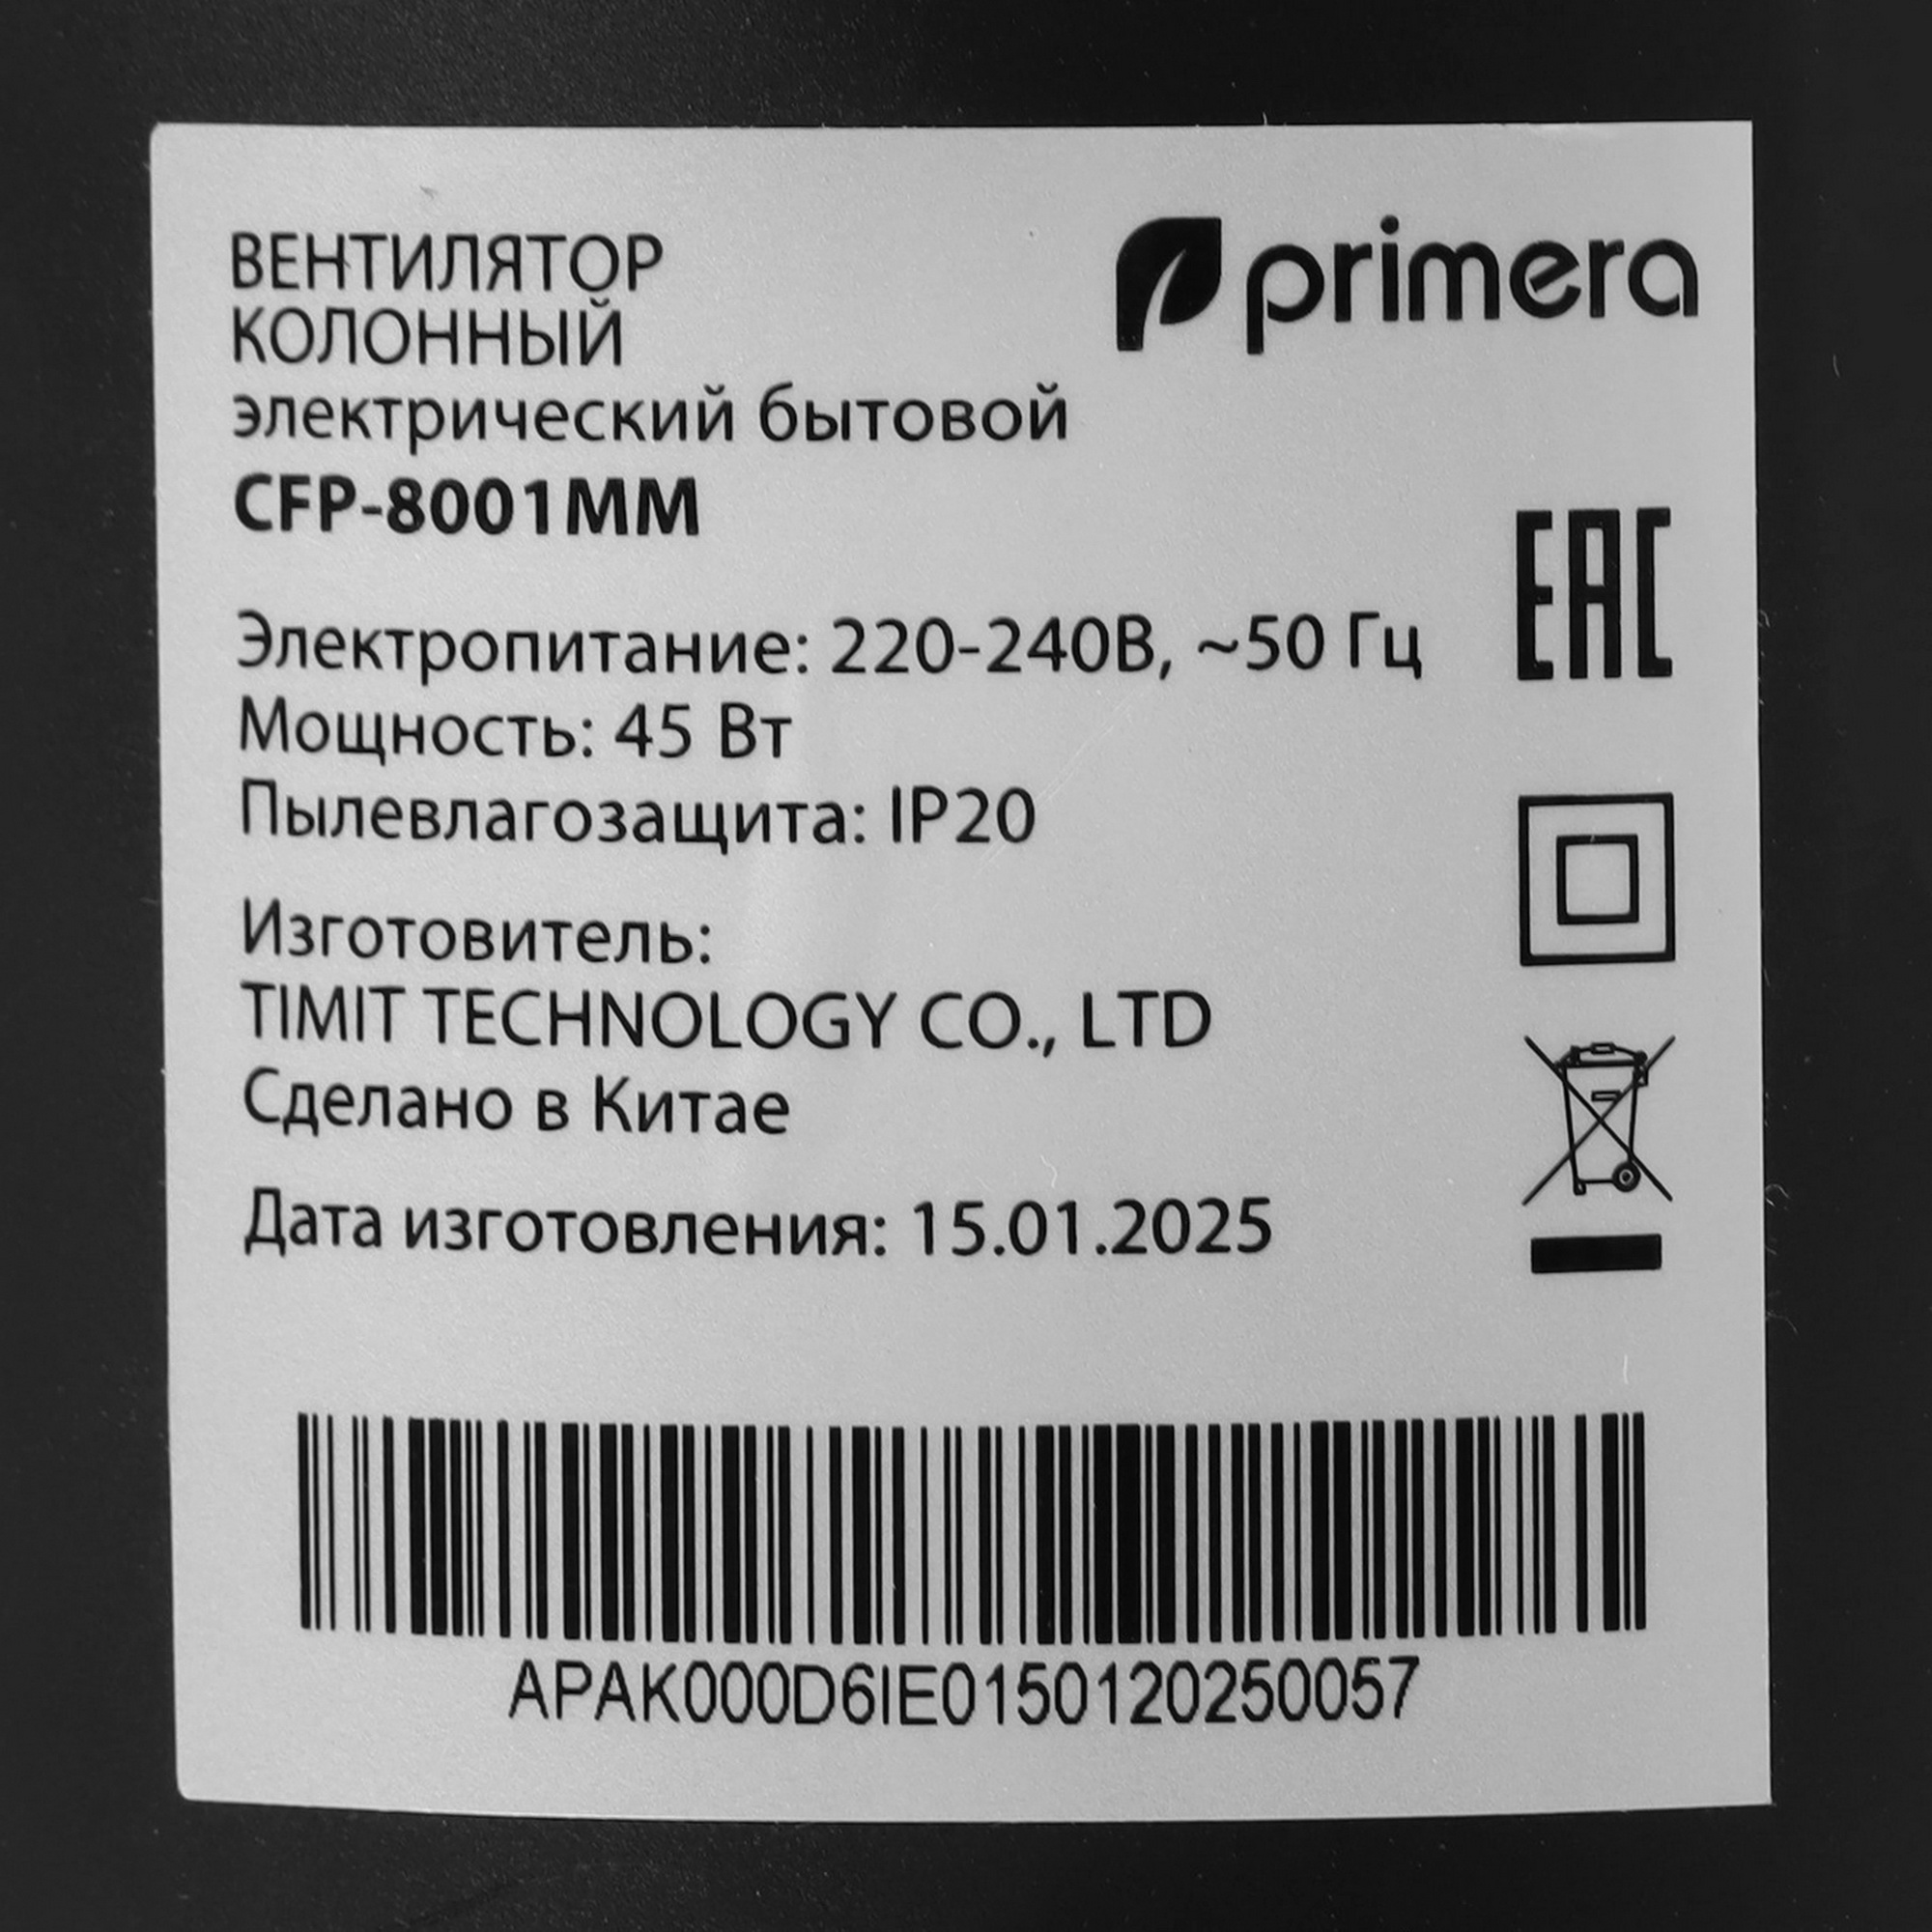 primera
ВЕНТИЛЯТОР
КОЛОННЫЙ
электрический бытовой
CFP-8001MM
Электропитание: 220-240В, ~50 Гц
Мощность: 45 Вт
Пылевлагозащита: IP20
Изготовитель:
TIMIT TECHNOLOGY CO., LTD
Сделано в Китае
Дата изготовления: 15.01.2025
EAC
APAK000D6IE0150120250057